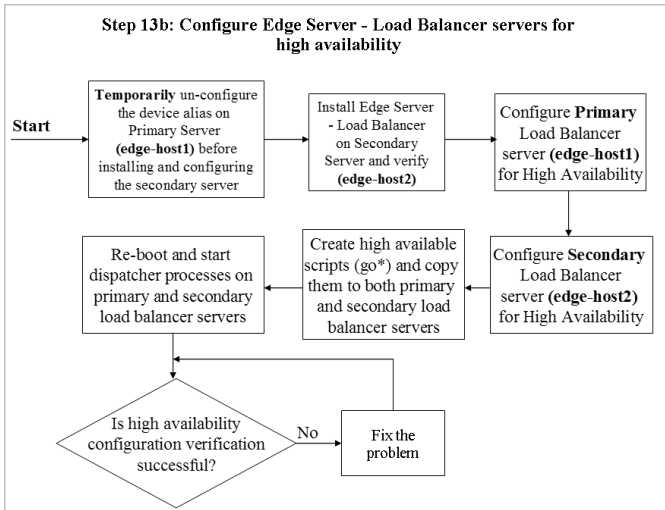 Step 13b: Configure Edge Server - Load Balancer servers for
high availability
Start
Temporarily un-configure
the device alias on
Primary Server
(edge-host1) before
installing and configuring
the secondary server
Install Edge Server
- Load Balancer
on Secondary
Server and verify
(edge-host2)
Configure Primary
Load Balancer
server (edge-host1)
for High Availability
Configure Secondary
Load Balancer
server (edge-host2)
for High Availability
Create high available
scripts (go*) and copy
them to both primary
and secondary load
balancer servers
Re-boot and start
dispatcher processes on
primary and secondary
load balancer servers
Is high availability
configuration verification
successful?
No
Fix the
problem